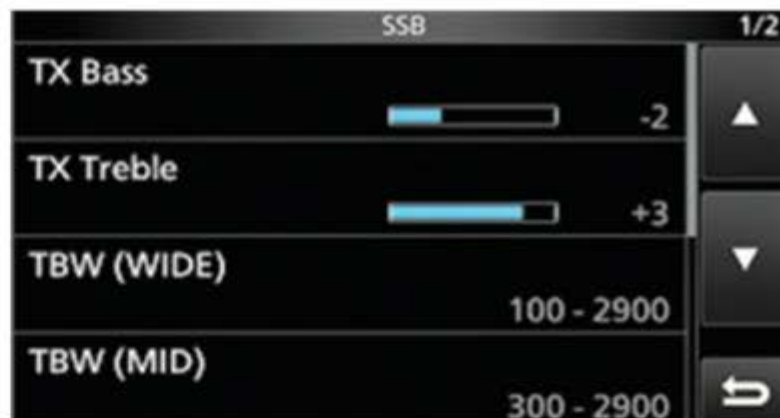 SSB 1/2
TX Bass
-2
TX Treble
+3
TBW (WIDE)
100 - 2900
TBW (MID)
300 - 2900